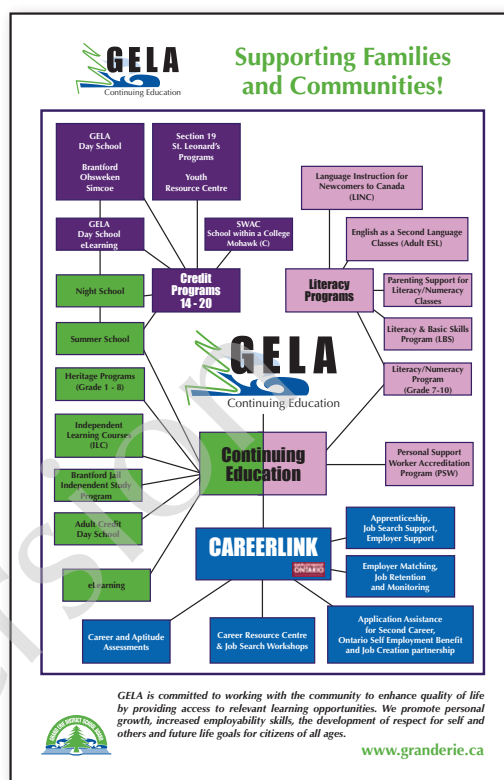 GELA
Continuing Education
Supporting Families
and Communities!
GELA
Day School
Brantford
Ohsweken
Simcoe
Section 19
St. Leonard's
Programs
Youth
Resource Centre
Language Instruction for
Newcomers to Canada
(LINC)
GELA
Day School
eLearning
SWAC
School within a College
Mohawk (C)
English as a Second Language
Classes (Adult ESL)
Night School
Credit
Programs
14 - 20
Literacy
Programs
Parenting Support for
Literacy/Numeracy
Classes
Summer School
Literacy & Basic Skills
Program (LBS)
GELA
Continuing Education
Heritage Programs
(Grade 1 - 8)
Literacy/Numeracy
Program
(Grade 7-10)
Independent
Learning Courses
(ILC)
Continuing
Education
Personal Support
Worker Accreditation
Program (PSW)
Brantford Jail
Independent Study
Program
Adult Credit
Day School
CAREERLINK
EMPLOYMENT
ONTARIO
Apprenticeship,
Job Search Support,
Employer Support
eLearning
Employer Matching,
Job Retention
and Monitoring
Career and Aptitude
Assessments
Career Resource Centre
& Job Search Workshops
Application Assistance
for Second Career,
Ontario Self Employment Benefit
and Job Creation partnership
GELA is committed to working with the community to enhance quality of life
by providing access to relevant learning opportunities. We promote personal
growth, increased employability skills, the development of respect for self and
others and future life goals for citizens of all ages.
GRAND ERIE DISTRICT SCHOOL BOARD
www.granderie.ca